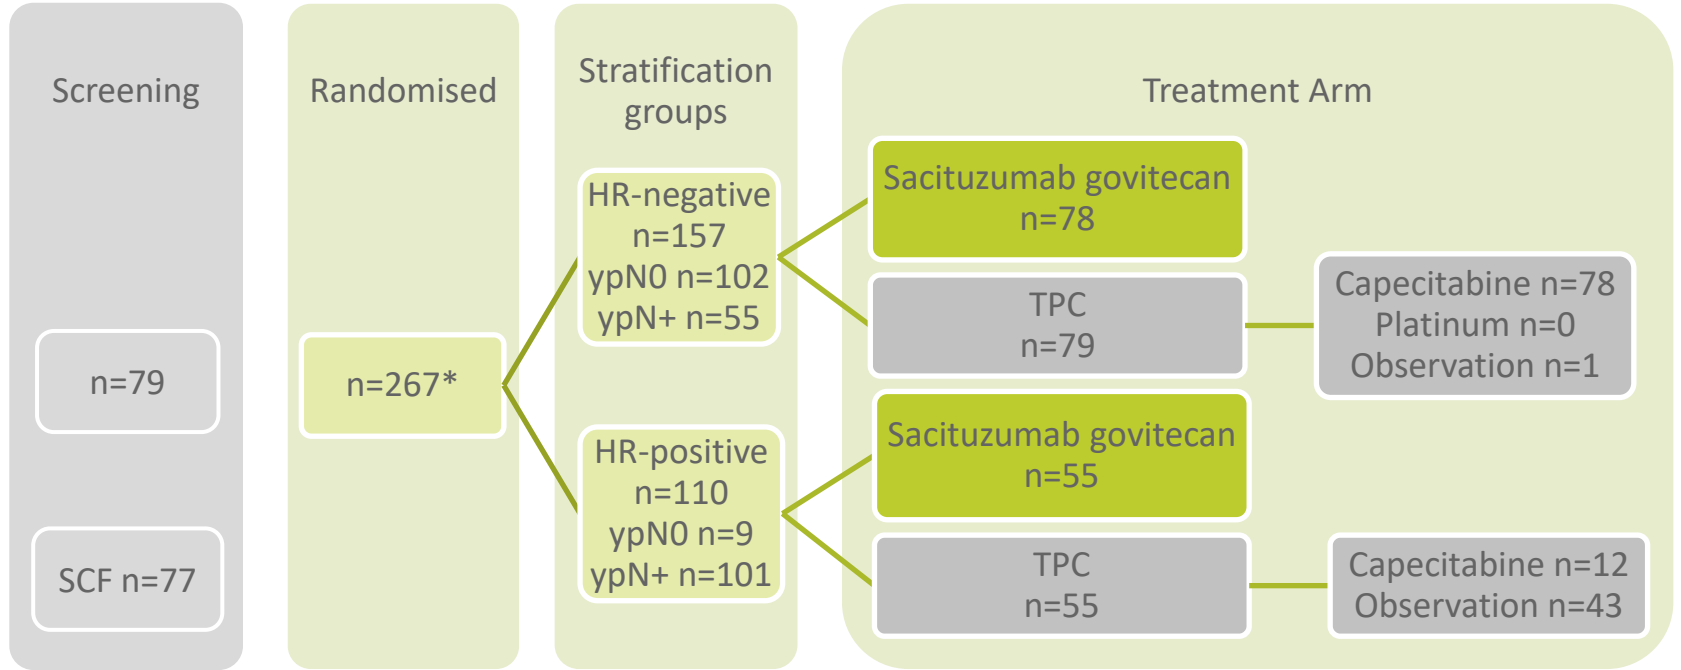 Screening
n=79
SCF n=77
Randomised
n=267*
Stratification
groups
HR-negative
n=157
ypN0 n=102
ypN+ n=55
HR-positive
n=110
ypN0 n=9
ypN+ n=101
Treatment Arm
Sacituzumab govitecan
n=78
TPC
n=79
Capecitabine n=78
Platinum n=0
Observation n=1
Sacituzumab govitecan
n=55
TPC
n=55
Capecitabine n=12
Observation n=43